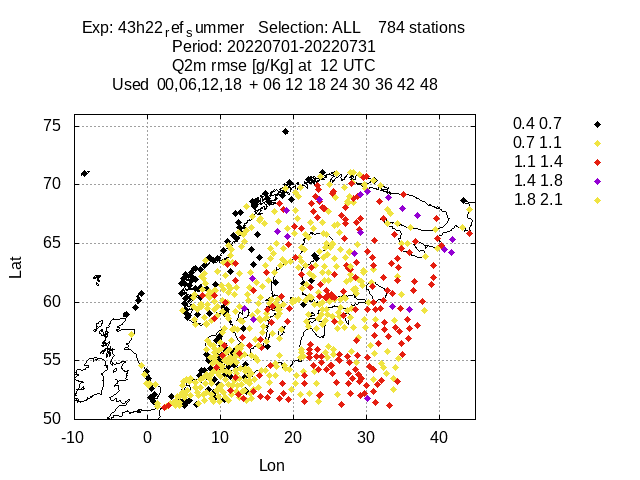 Exp: 43h22refsummer   Selection: ALL    784 stations
Period: 20220701-20220731
Q2m rmse [g/Kg] at  12 UTC
Used  00,06,12,18  + 06 12 18 24 30 36 42 48
0.4 0.7
0.7 1.1
1.1 1.4
1.4 1.8
1.8 2.1
75
70
65
60
55
50
Lat
-10 0 10 20 30 40
Lon